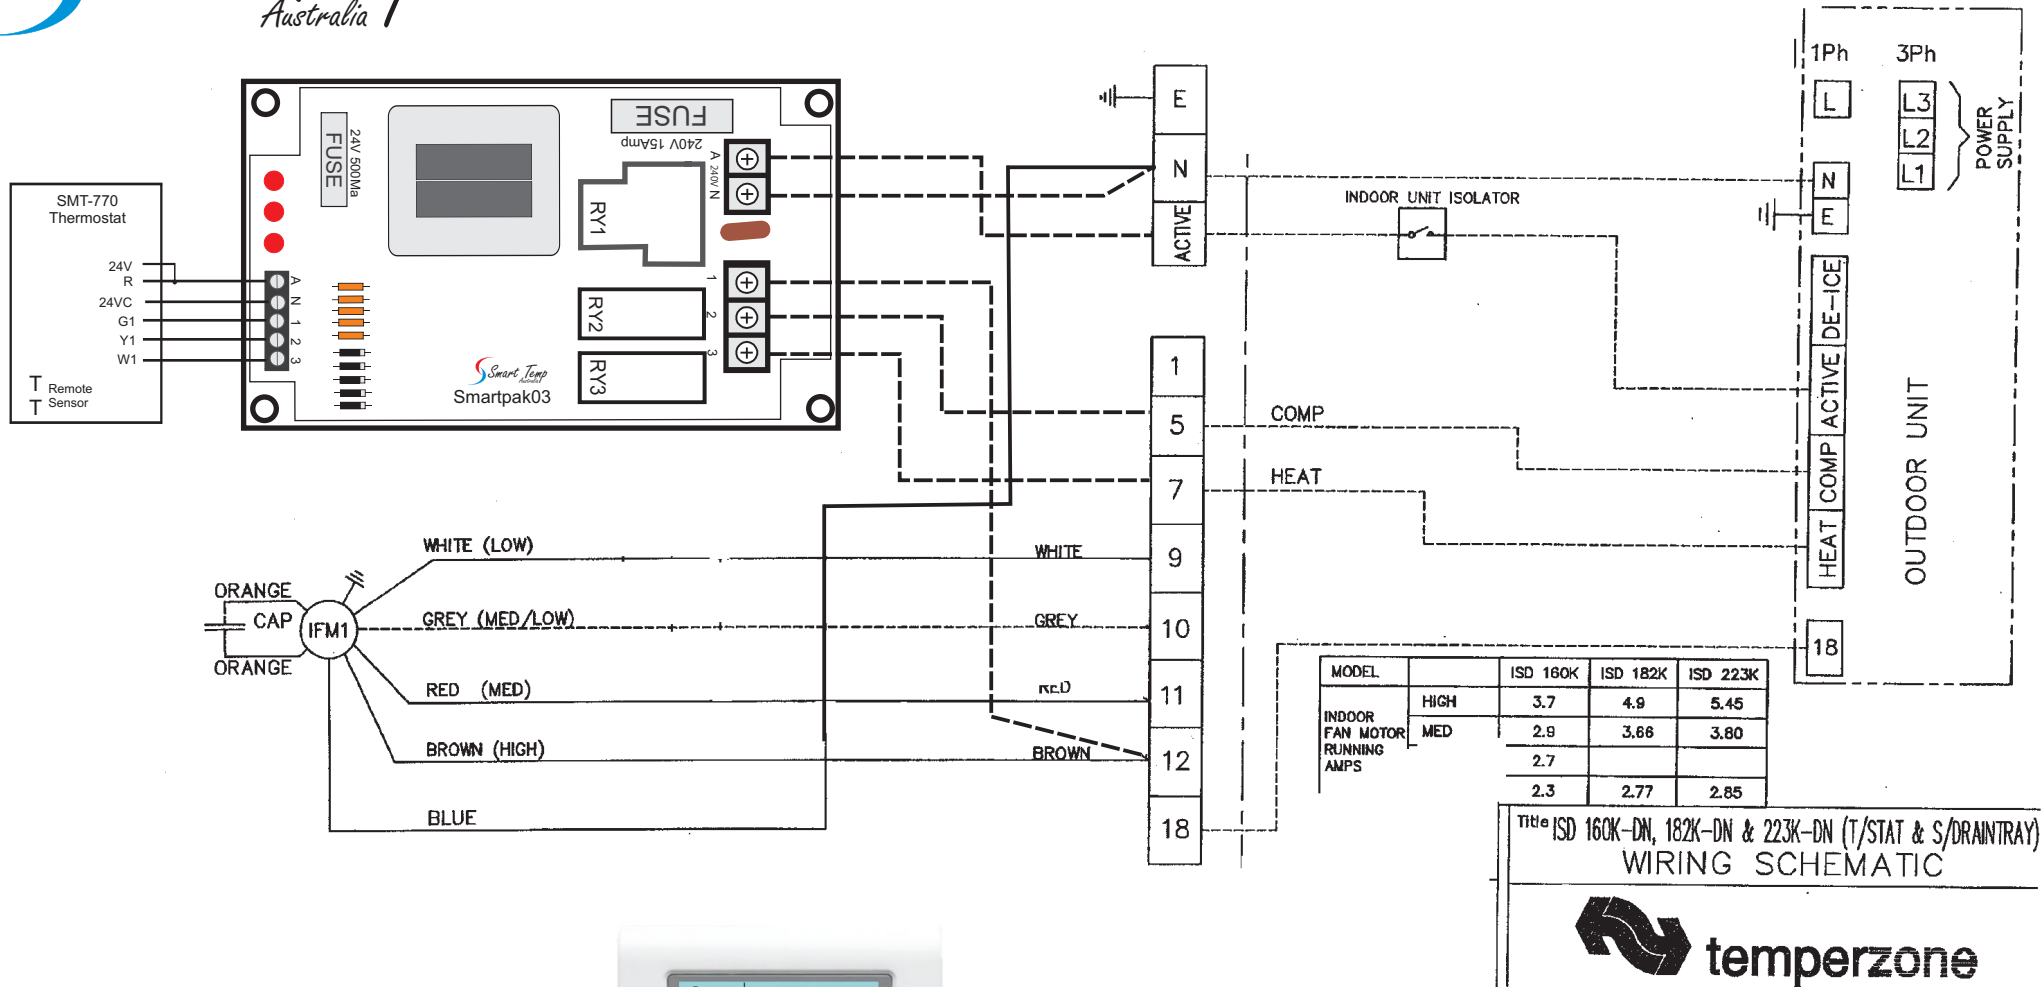 Australia
SMT-770
Thermostat
24V
R
24VC
G1
Y1
W1
T Remote
T Sensor
FUSE
24V 500Ma
A
N
1
2
3
FUSE
240V 15Amp
A 240V N
RY1
1
RY2
2
RY3
3
Smart Temp
Australia
Smartpak03
E
N
ACTIVE
1
5
7
9
10
11
12
18
INDOOR UNIT ISOLATOR
COMP
HEAT
1Ph
3Ph
L
L3
L2
L1
POWER
SUPPLY
N
E
DE-ICE
ACTIVE
COMP
HEAT
OUTDOOR UNIT
18
WHITE (LOW)
WHITE
ORANGE
CAP
IFM1
ORANGE
GREY (MED/LOW)
GREY
RED (MED)
RED
BROWN (HIGH)
BROWN
BLUE
MODEL ISD 160K ISD 182K ISD 223K
INDOOR
FAN MOTOR
RUNNING
AMPS
HIGH 3.7 4.9 5.45
MED 2.9 3.66 3.80
2.7
2.3 2.77 2.85
Title ISD 160K-DN, 182K-DN & 223K-DN (T/STAT & S/DRAINTRAY)
WIRING SCHEMATIC
temperzone